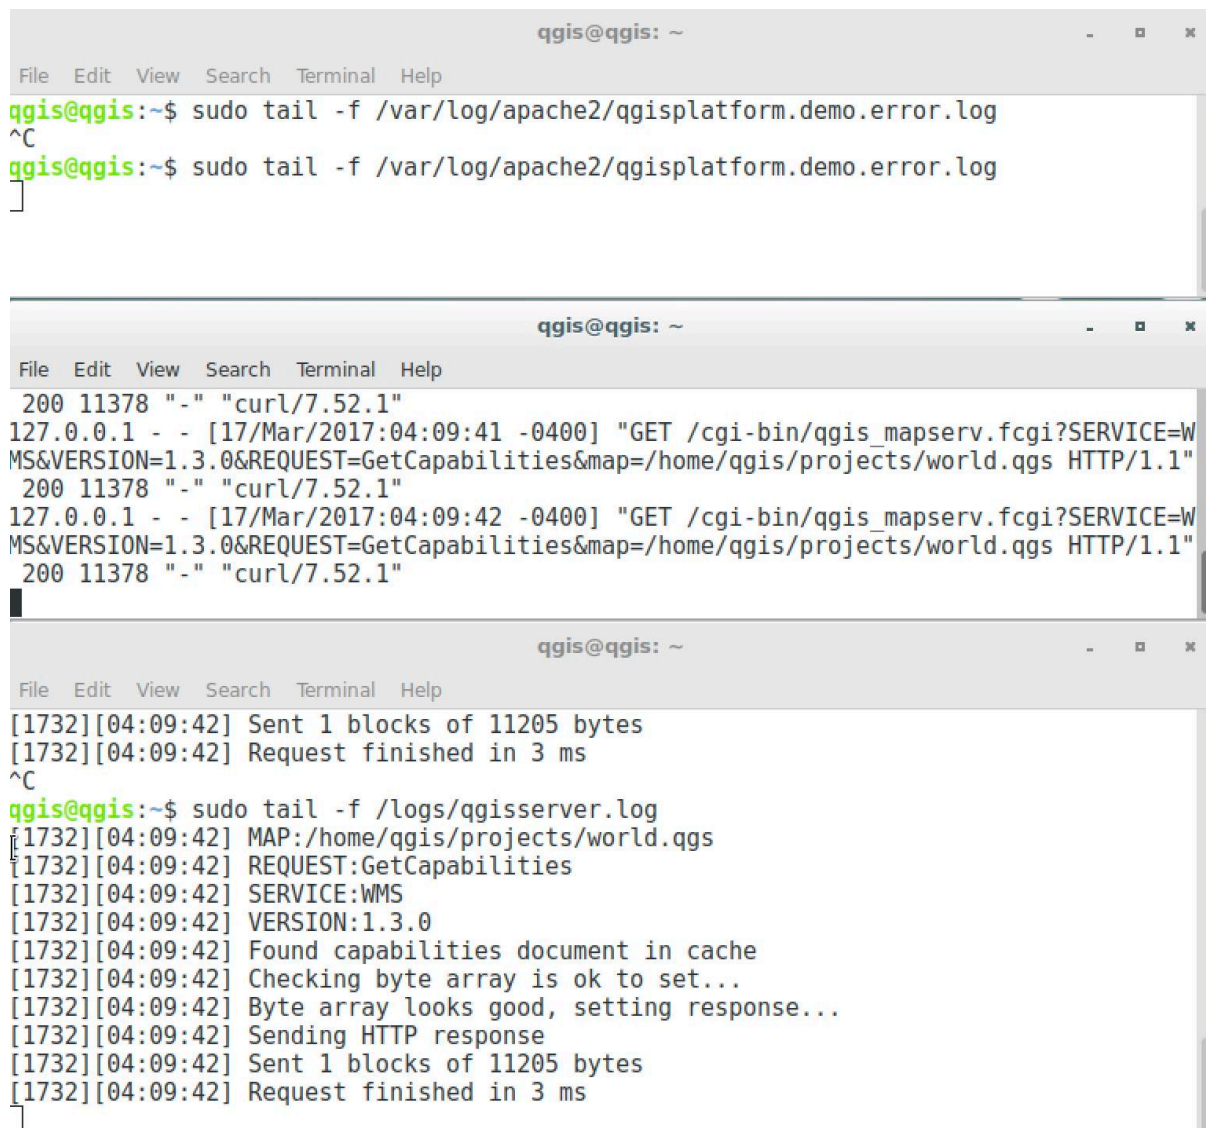 qgis@qgis: ~
File Edit View Search Terminal Help
qgis@qgis:~$ sudo tail -f /var/log/apache2/qgisplatform.demo.error.log
^C
qgis@qgis:~$ sudo tail -f /var/log/apache2/qgisplatform.demo.error.log
qgis@qgis: ~
File Edit View Search Terminal Help
200 11378 "-" "curl/7.52.1"
127.0.0.1 - - [17/Mar/2017:04:09:41 -0400] "GET /cgi-bin/qgis_mapserv.fcgi?SERVICE=W
MS&VERSION=1.3.0&REQUEST=GetCapabilities&map=/home/qgis/projects/world.qgs HTTP/1.1"
200 11378 "-" "curl/7.52.1"
127.0.0.1 - - [17/Mar/2017:04:09:42 -0400] "GET /cgi-bin/qgis_mapserv.fcgi?SERVICE=W
MS&VERSION=1.3.0&REQUEST=GetCapabilities&map=/home/qgis/projects/world.qgs HTTP/1.1"
200 11378 "-" "curl/7.52.1"
qgis@qgis: ~
File Edit View Search Terminal Help
[1732][04:09:42] Sent 1 blocks of 11205 bytes
[1732][04:09:42] Request finished in 3 ms
^C
qgis@qgis:~$ sudo tail -f /logs/qgisserver.log
[1732][04:09:42] MAP:/home/qgis/projects/world.qgs
[1732][04:09:42] REQUEST:GetCapabilities
[1732][04:09:42] SERVICE:WMS
[1732][04:09:42] VERSION:1.3.0
[1732][04:09:42] Found capabilities document in cache
[1732][04:09:42] Checking byte array is ok to set...
[1732][04:09:42] Byte array looks good, setting response...
[1732][04:09:42] Sending HTTP response
[1732][04:09:42] Sent 1 blocks of 11205 bytes
[1732][04:09:42] Request finished in 3 ms